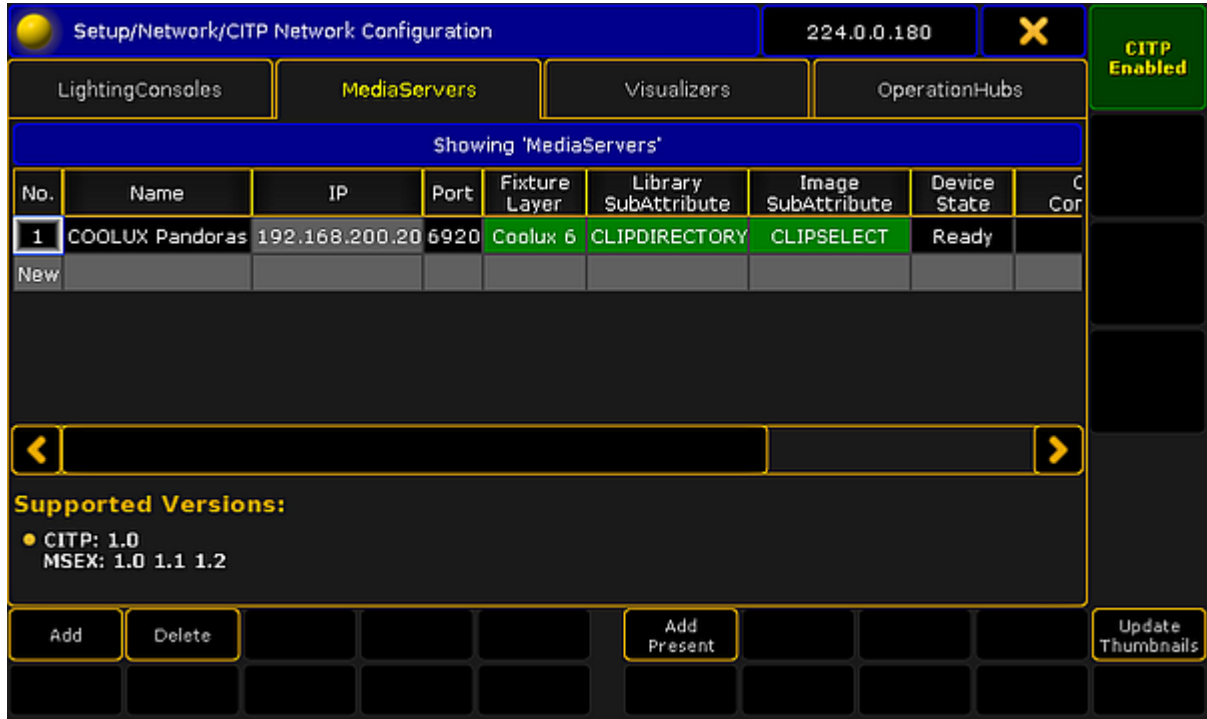 Setup/Network/CITP Network Configuration
224.0.0.180
CITP
Enabled
LightingConsoles
MediaServers
Visualizers
OperationHubs
Showing 'MediaServers'
No.
Name
IP
Port
Fixture
Layer
Library
SubAttribute
Image
SubAttribute
Device
State
1
COOLUX Pandoras
192.168.200.20
6920
Coolux 6
CLIPDIRECTORY
CLIPSELECT
Ready
New
Supported Versions:
CITP: 1.0
MSEX: 1.0 1.1 1.2
Add
Delete
Add
Present
Update
Thumbnails